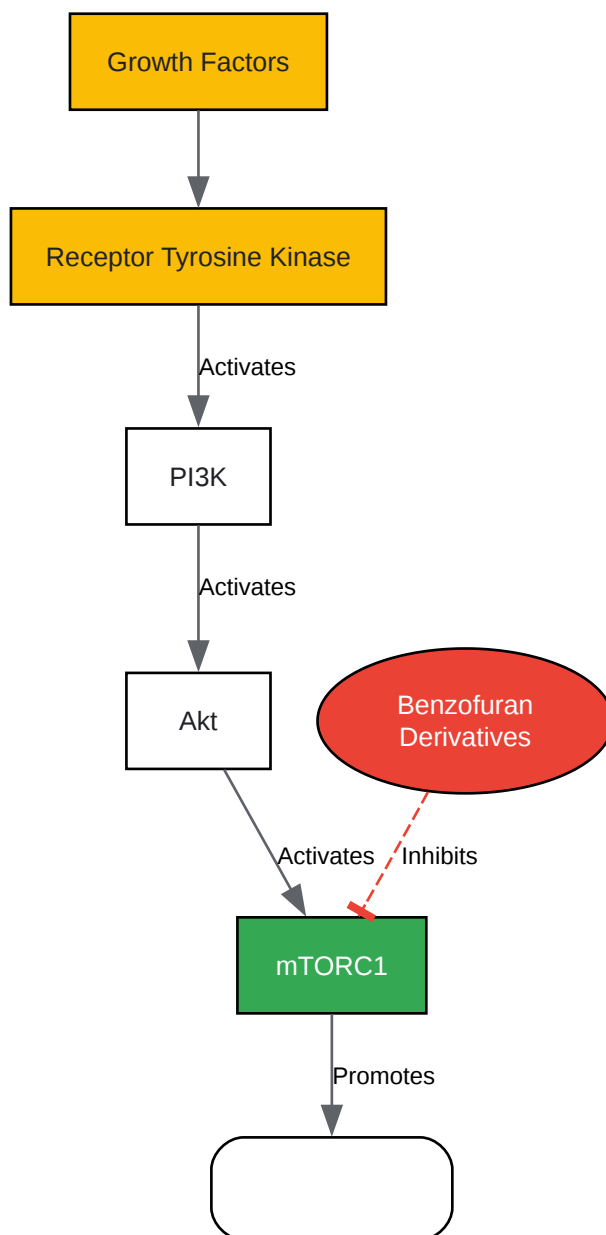 Growth Factors
Receptor Tyrosine Kinase
Activates
PI3K
Activates
Akt
Benzofuran
Derivatives
Activates
Inhibits
mTORC1
Promotes